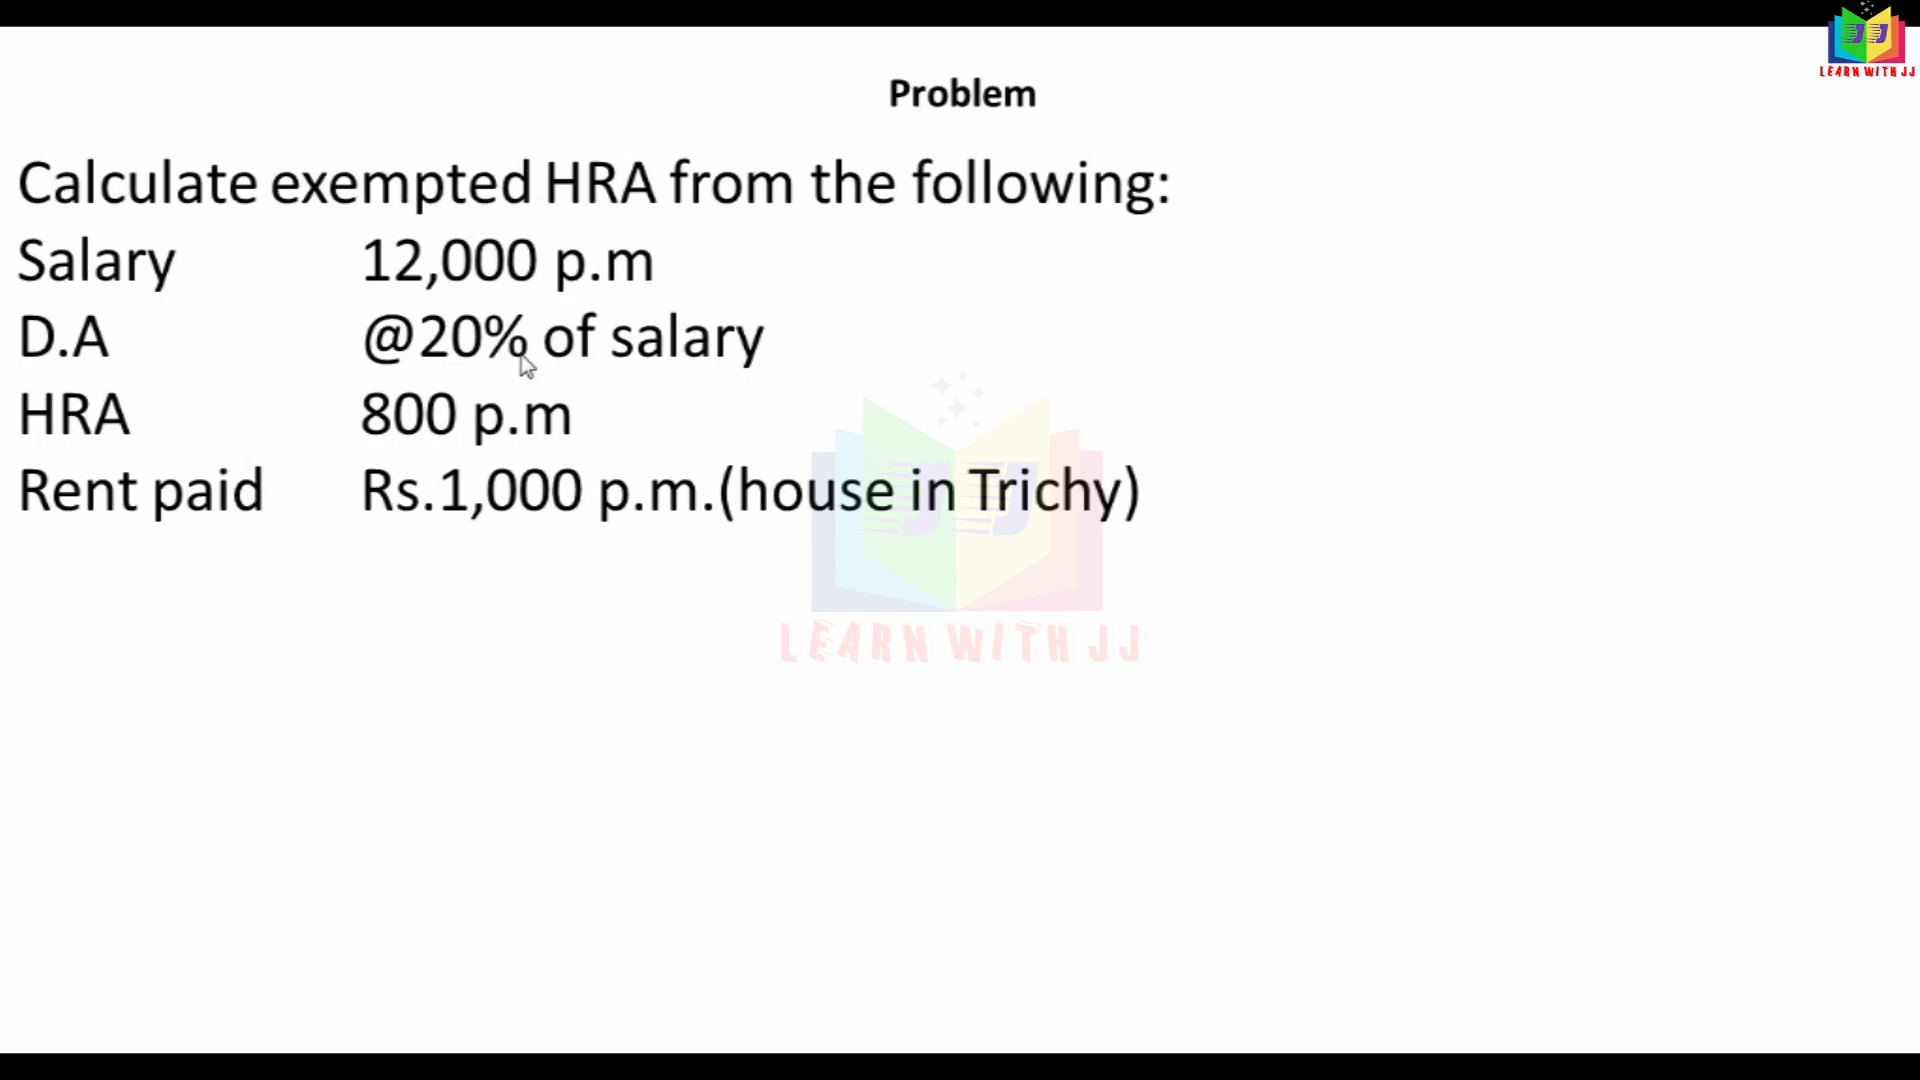 LEARN WITH JJ
Problem
Calculate exempted HRA from the following:
Salary 12,000 p.m
D.A @20% of salary
HRA 800 p.m
Rent paid Rs.1,000 p.m.(house in Trichy)
JJ
LEARN WITH JJ